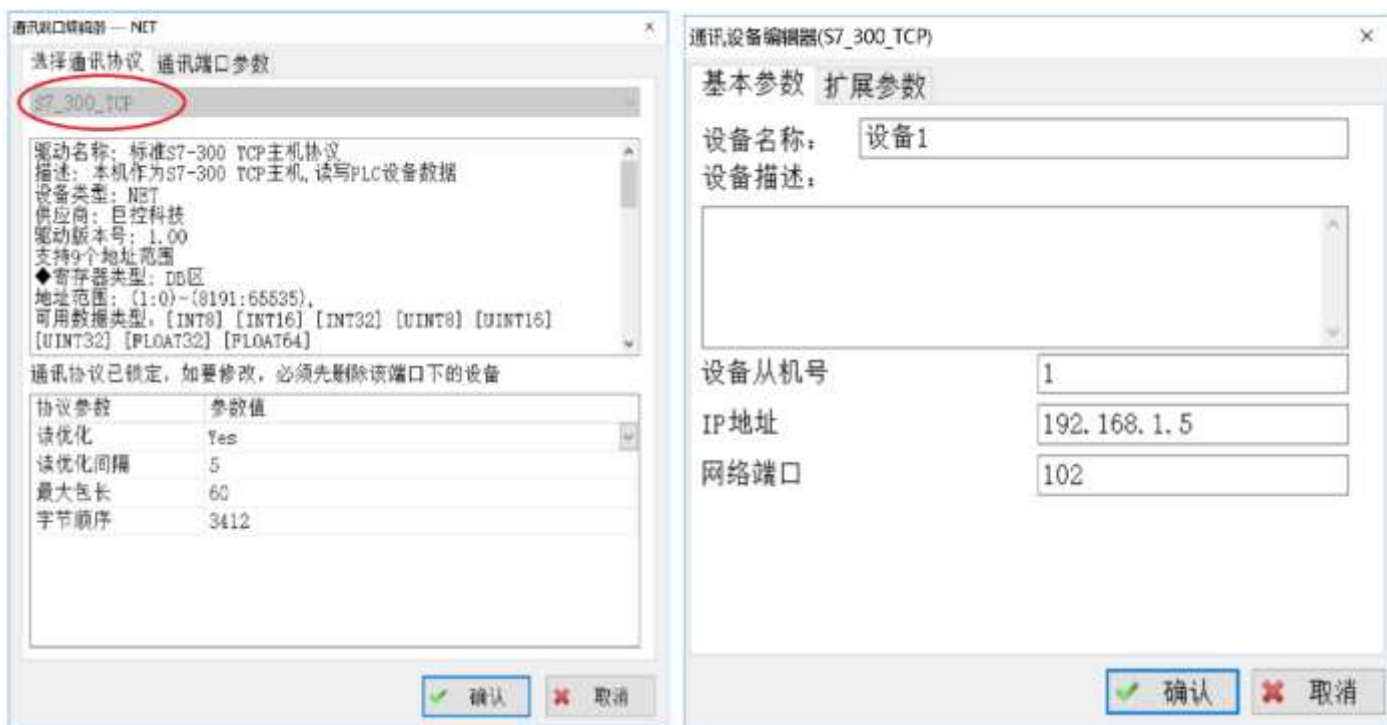 通讯端口编辑器 — NET
选择通讯协议 通讯端口参数
S7_300_TCP
驱动名称: 标准S7-300 TCP主机协议
描述: 本机作为S7-300 TCP主机,读写PLC设备数据
设备类型: NET
供应商: 巨控科技
驱动版本号: 1.00
支持9个地址范围
◆寄存器类型: DB区
地址范围: (1:0)-(8191:65535),
可用数据类型: [INT8] [INT16] [INT32] [UINT8] [UINT16]
[UINT32] [FLOAT32] [FLOAT64]
通讯协议已锁定，如要修改，必须先删除该端口下的设备
协议参数 参数值
读优化 Yes
读优化间隔 5
最大包长 60
字节顺序 3412
确认 取消
通讯设备编辑器(S7_300_TCP)
基本参数 扩展参数
设备名称: 设备1
设备描述:
设备从机号 1
IP地址 192.168.1.5
网络端口 102
确认 取消